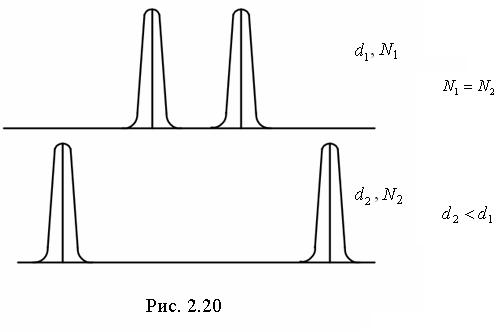 d₁, N₁
N₁ = N₂
d₂, N₂
d₂ < d₁
Рис. 2.20